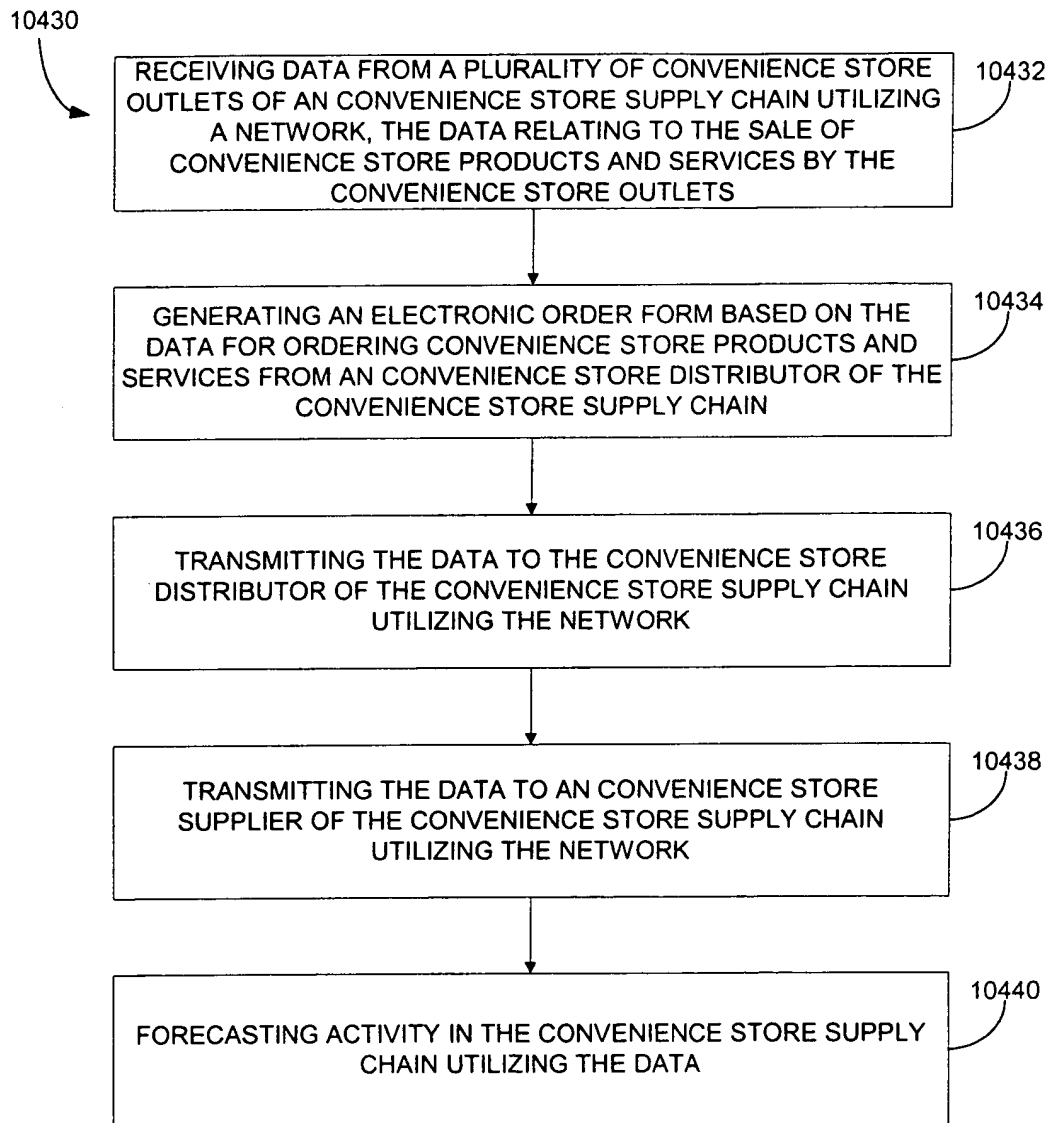 10430
RECEIVING DATA FROM A PLURALITY OF CONVENIENCE STORE
OUTLETS OF AN CONVENIENCE STORE SUPPLY CHAIN UTILIZING
A NETWORK, THE DATA RELATING TO THE SALE OF
CONVENIENCE STORE PRODUCTS AND SERVICES BY THE
CONVENIENCE STORE OUTLETS
10432
GENERATING AN ELECTRONIC ORDER FORM BASED ON THE
DATA FOR ORDERING CONVENIENCE STORE PRODUCTS AND
SERVICES FROM AN CONVENIENCE STORE DISTRIBUTOR OF THE
CONVENIENCE STORE SUPPLY CHAIN
10434
TRANSMITTING THE DATA TO THE CONVENIENCE STORE
DISTRIBUTOR OF THE CONVENIENCE STORE SUPPLY CHAIN
UTILIZING THE NETWORK
10436
TRANSMITTING THE DATA TO AN CONVENIENCE STORE
SUPPLIER OF THE CONVENIENCE STORE SUPPLY CHAIN
UTILIZING THE NETWORK
10438
FORECASTING ACTIVITY IN THE CONVENIENCE STORE SUPPLY
CHAIN UTILIZING THE DATA
10440